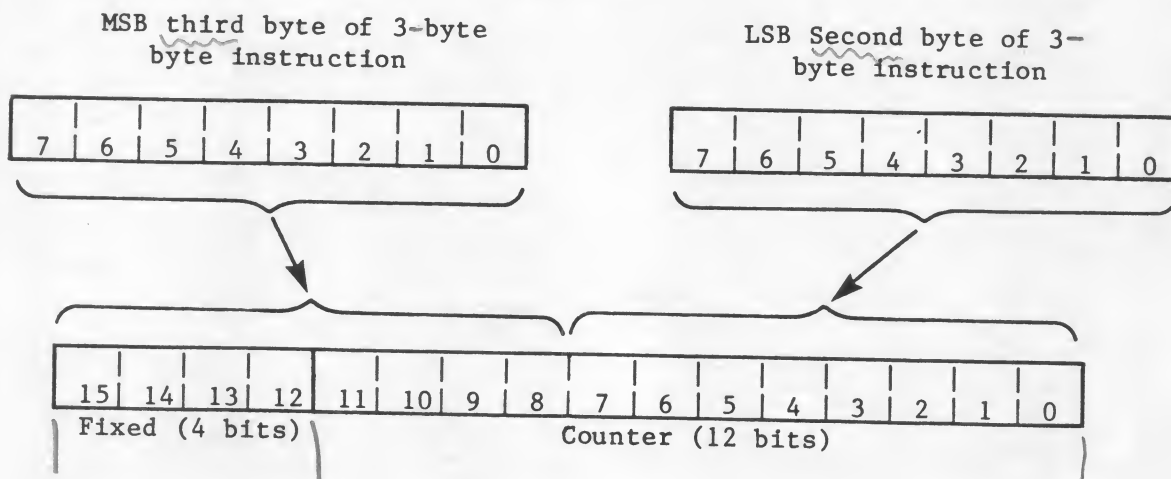 MSB third byte of 3-byte
byte instruction
LSB Second byte of 3-
byte instruction
7 6 5 4 3 2 1 0
7 6 5 4 3 2 1 0
15 14 13 12 11 10 9 8 7 6 5 4 3 2 1 0
Fixed (4 bits)
Counter (12 bits)